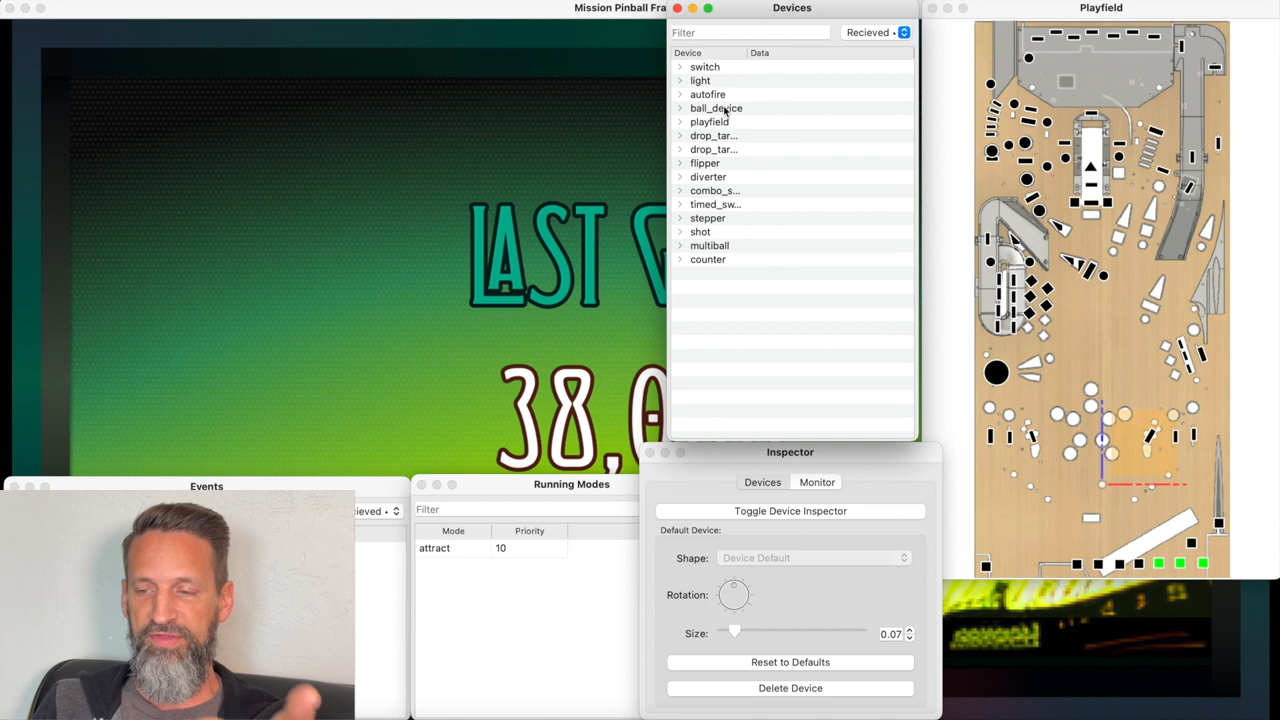 Mission Pinball Fra
Devices
Playfield
Filter
Recieved
Device Data
switch
light
autofire
ball_device
playfield
drop_tar...
drop_tar...
flipper
diverter
combo_s...
timed_sw...
stepper
shot
multiball
counter
LAST
38,0
Inspector
Devices Monitor
Toggle Device Inspector
Default Device:
Shape: Device Default
Rotation:
Size: 0.07
Reset to Defaults
Delete Device
Events
ecieved
Running Modes
Filter
Mode Priority
attract 10